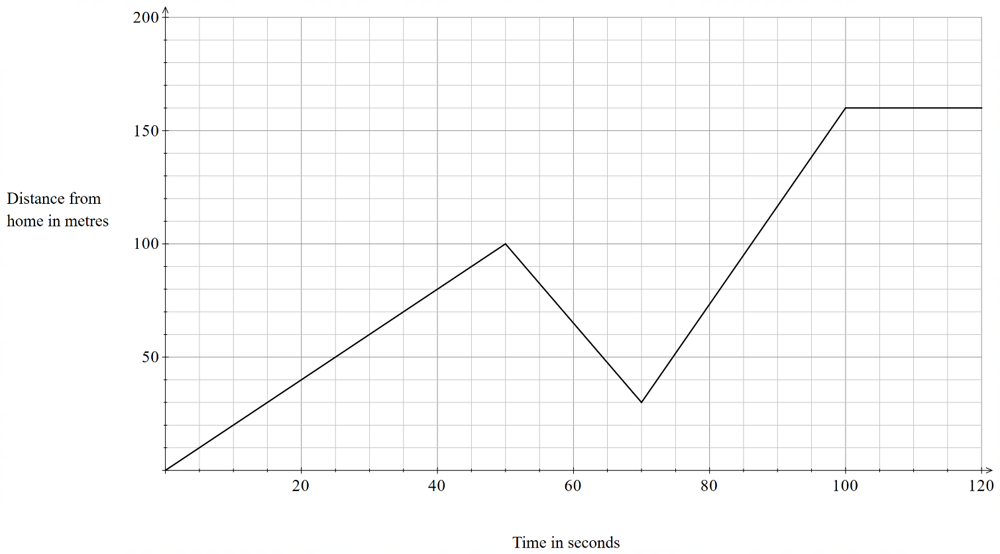 200
150
Distance from
home in metres
100
50
20 40 60 80 100 120
Time in seconds